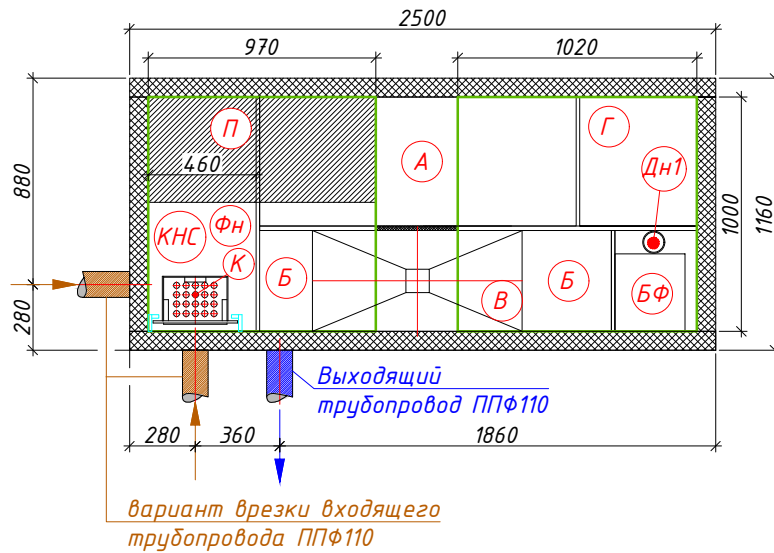 2500
970
1020
П
Г
А
460
Дн1
880
1000
1160
КНС
Фн
К
Б
В
Б
БФ
280
Выходящий
трубопровод ППФ110
280
360
1860
вариант врезки входящего
трубопровода ППФ110